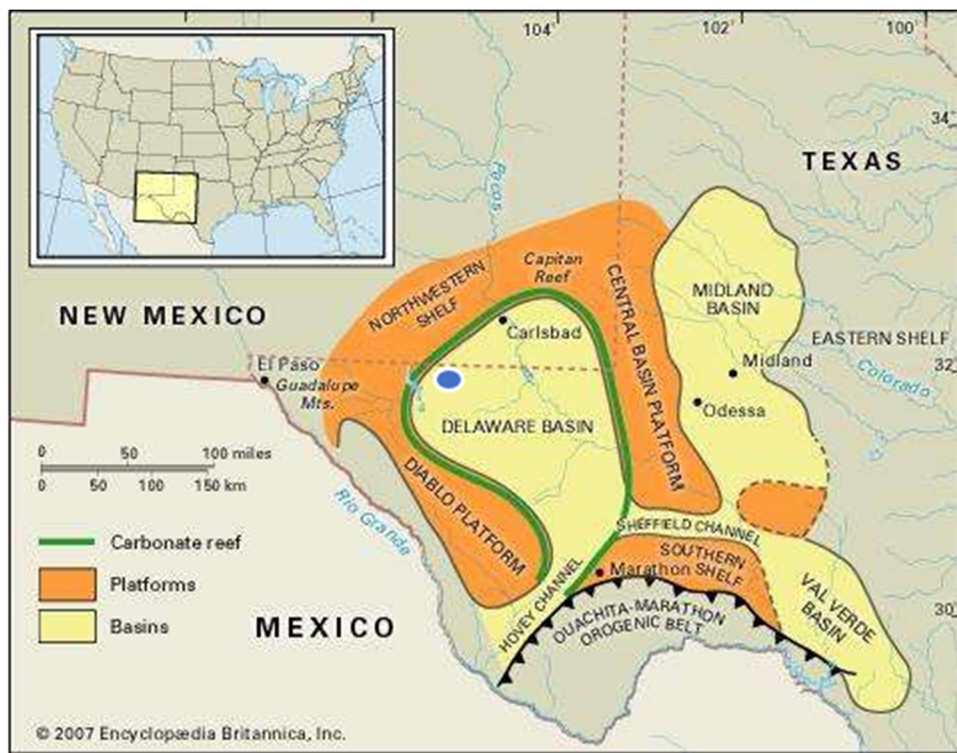 104°
102°
100°
34°
TEXAS
Pecos
Capitan
Reef
NORTHWESTERN
SHELF
CENTRAL BASIN PLATFORM
MIDLAND
BASIN
NEW MEXICO
Carlsbad
EASTERN SHELF
El Paso
Guadalupe
Mts.
Midland
32°
Colorado
Odessa
DELAWARE BASIN
0 50 100 miles
0 50 100 150 km
DIABLO PLATFORM
Rio Grande
SHEFFIELD CHANNEL
Carbonate reef
SOUTHERN
Marathon SHELF
Platforms
HOVEY CHANNEL
OUACHITA-MARATHON
OROGENIC BELT
VAL VERDE
BASIN
30°
Basins
MEXICO
© 2007 Encyclopædia Britannica, Inc.